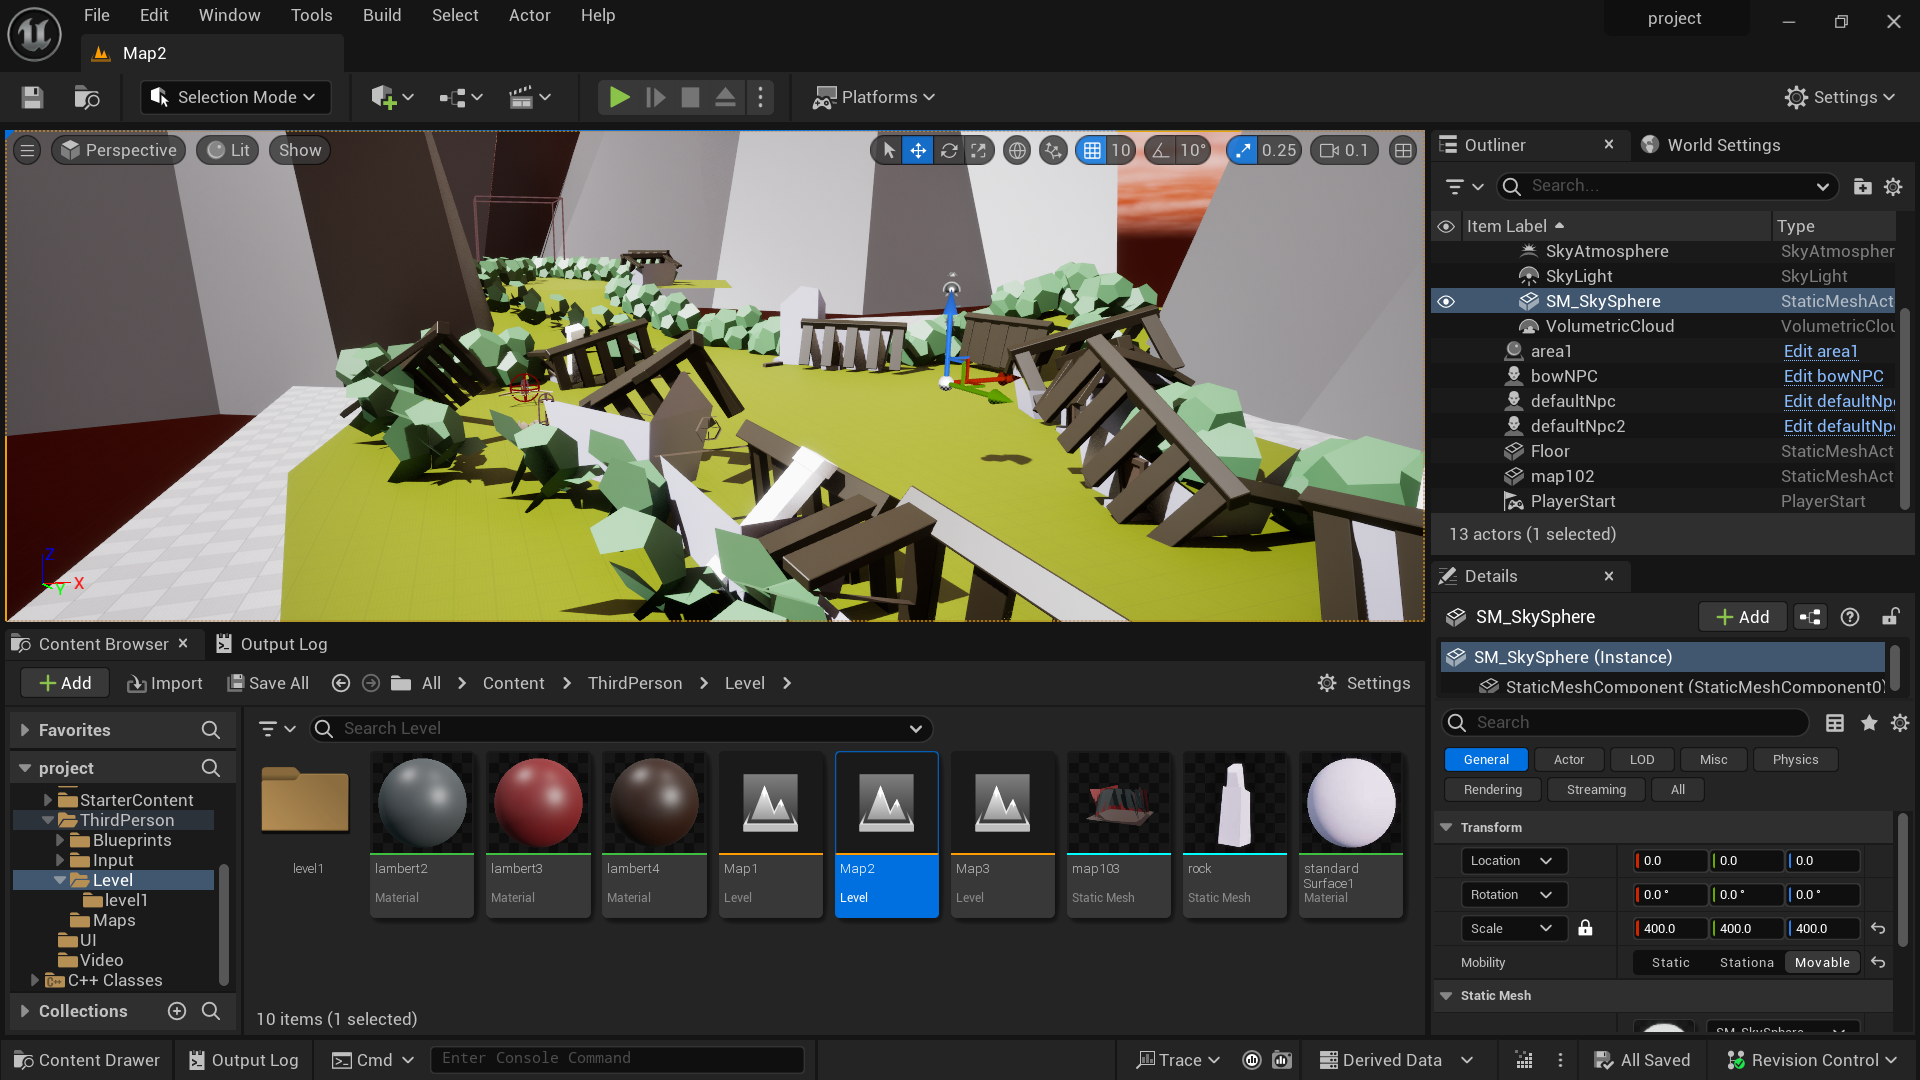 File Edit Window Tools Build Select Actor Help
project
Map2
Selection Mode
Platforms
Settings
Perspective Lit Show
10 10° 0.25 0.1
Z
X
Y
Outliner
World Settings
Search...
Item Label Type
SkyAtmosphere SkyAtmospher
SkyLight SkyLight
SM_SkySphere StaticMeshAct
VolumetricCloud VolumetricClou
area1 Edit area1
bowNPC Edit bowNPC
defaultNpc Edit defaultNpc
defaultNpc2 Edit defaultNpc
Floor StaticMeshAct
map102 StaticMeshAct
PlayerStart PlayerStart
13 actors (1 selected)
Details
SM_SkySphere
Add
SM_SkySphere (Instance)
StaticMeshComponent (StaticMeshComponent0)
Search
General Actor LOD Misc Physics
Rendering Streaming All
Transform
Location 0.0 0.0 0.0
Rotation 0.0 ° 0.0 ° 0.0 °
Scale 400.0 400.0 400.0
Mobility Static Stationa Movable
Static Mesh
SM_SkySphere
Content Browser
Output Log
Add Import Save All All Content ThirdPerson Level
Settings
Favorites
project
StarterContent
ThirdPerson
Blueprints
Input
Level
level1
Maps
UI
Video
C++ Classes
Collections
Search Level
level1
lambert2
Material
lambert3
Material
lambert4
Material
Map1
Level
Map2
Level
Map3
Level
map103
Static Mesh
rock
Static Mesh
standard
Surface1
Material
10 items (1 selected)
Content Drawer Output Log Cmd Enter Console Command
Trace Derived Data All Saved Revision Control